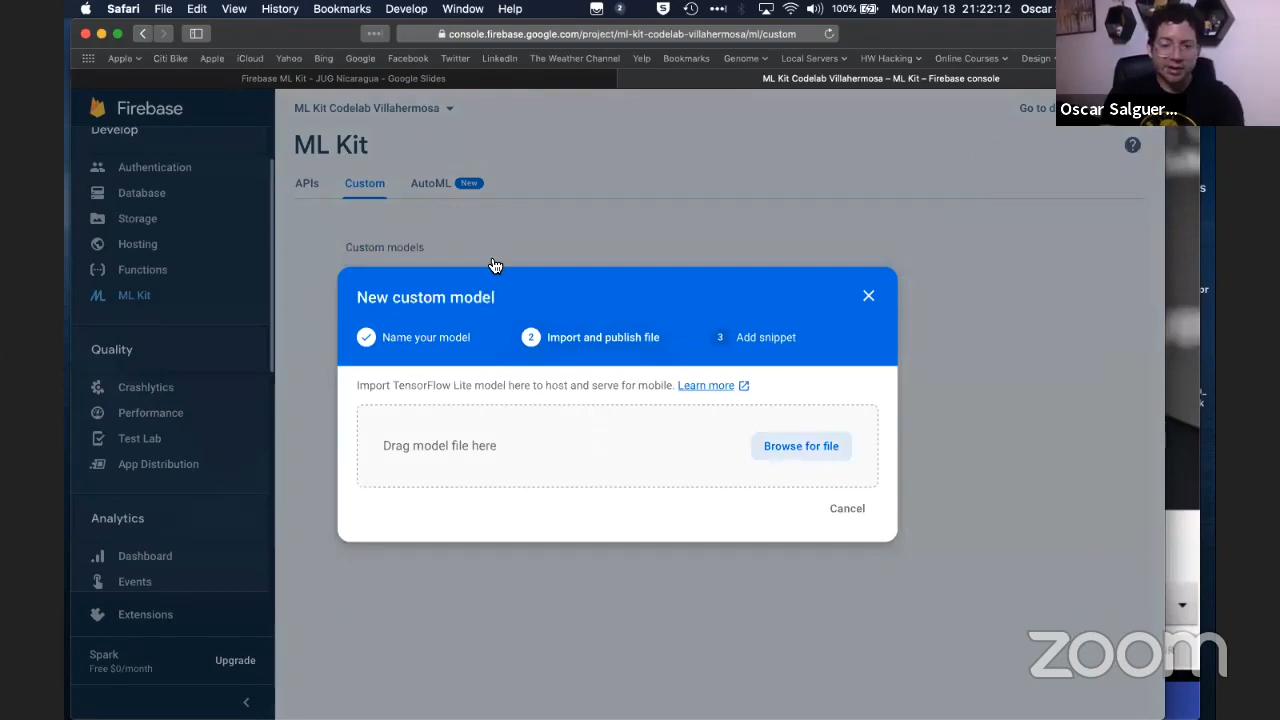 Safari File Edit View History Bookmarks Develop Window Help 2 100% Mon May 18 21:22:12 Oscar S
console.firebase.google.com/project/ml-kit-codelab-villahermosa/ml/custom
Apple Citi Bike Apple iCloud Yahoo Bing Google Facebook Twitter LinkedIn The Weather Channel Yelp Bookmarks Genome Local Servers HW Hacking Online Courses Design
Firebase ML Kit - JUG Nicaragua - Google Slides
ML Kit Codelab Villahermosa – ML Kit – Firebase console
Oscar Salguer...
Firebase
Develop
Authentication
Database
Storage
Hosting
Functions
ML Kit
Quality
Crashlytics
Performance
Test Lab
App Distribution
Analytics
Dashboard
Events
Extensions
Spark
Free $0/month
Upgrade
ML Kit Codelab Villahermosa
Go to d
ML Kit
APIs Custom AutoML New
Custom models
New custom model
Name your model
2 Import and publish file
3 Add snippet
Import TensorFlow Lite model here to host and serve for mobile. Learn more
Drag model file here
Browse for file
Cancel
zoom